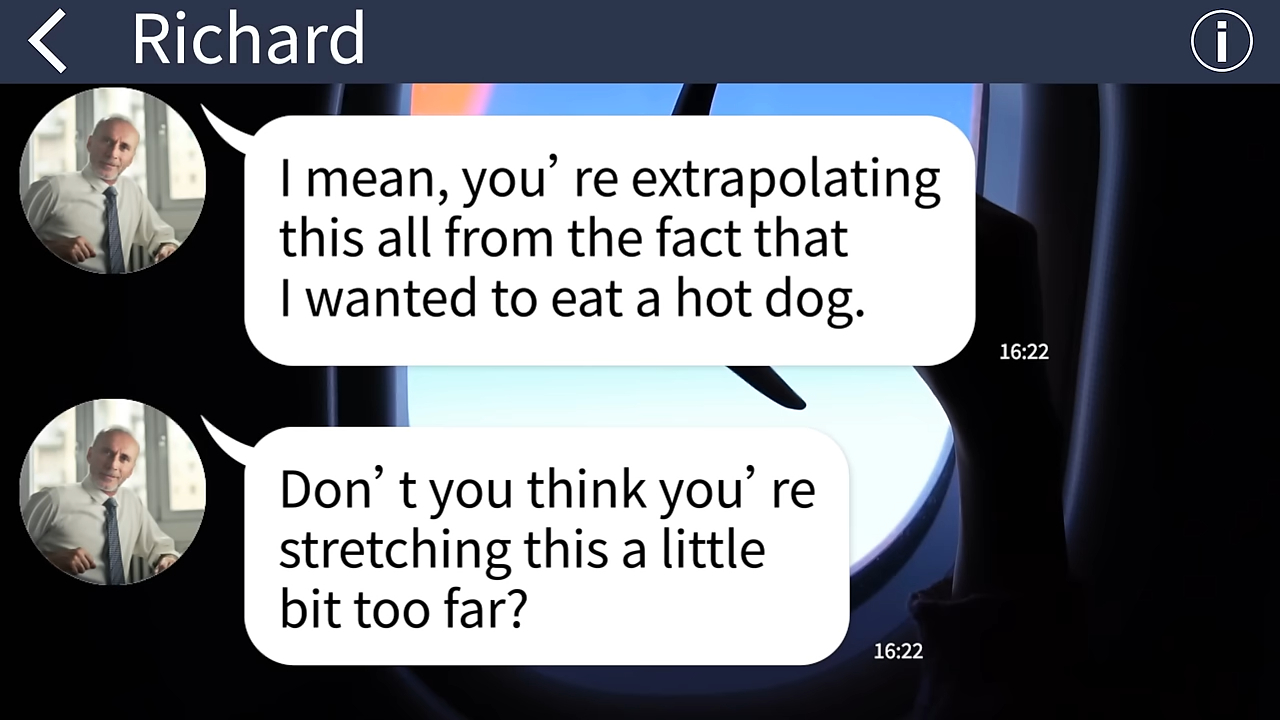 Richard
I mean, you’ re extrapolating
this all from the fact that
I wanted to eat a hot dog.
16:22
Don’ t you think you’ re
stretching this a little
bit too far?
16:22